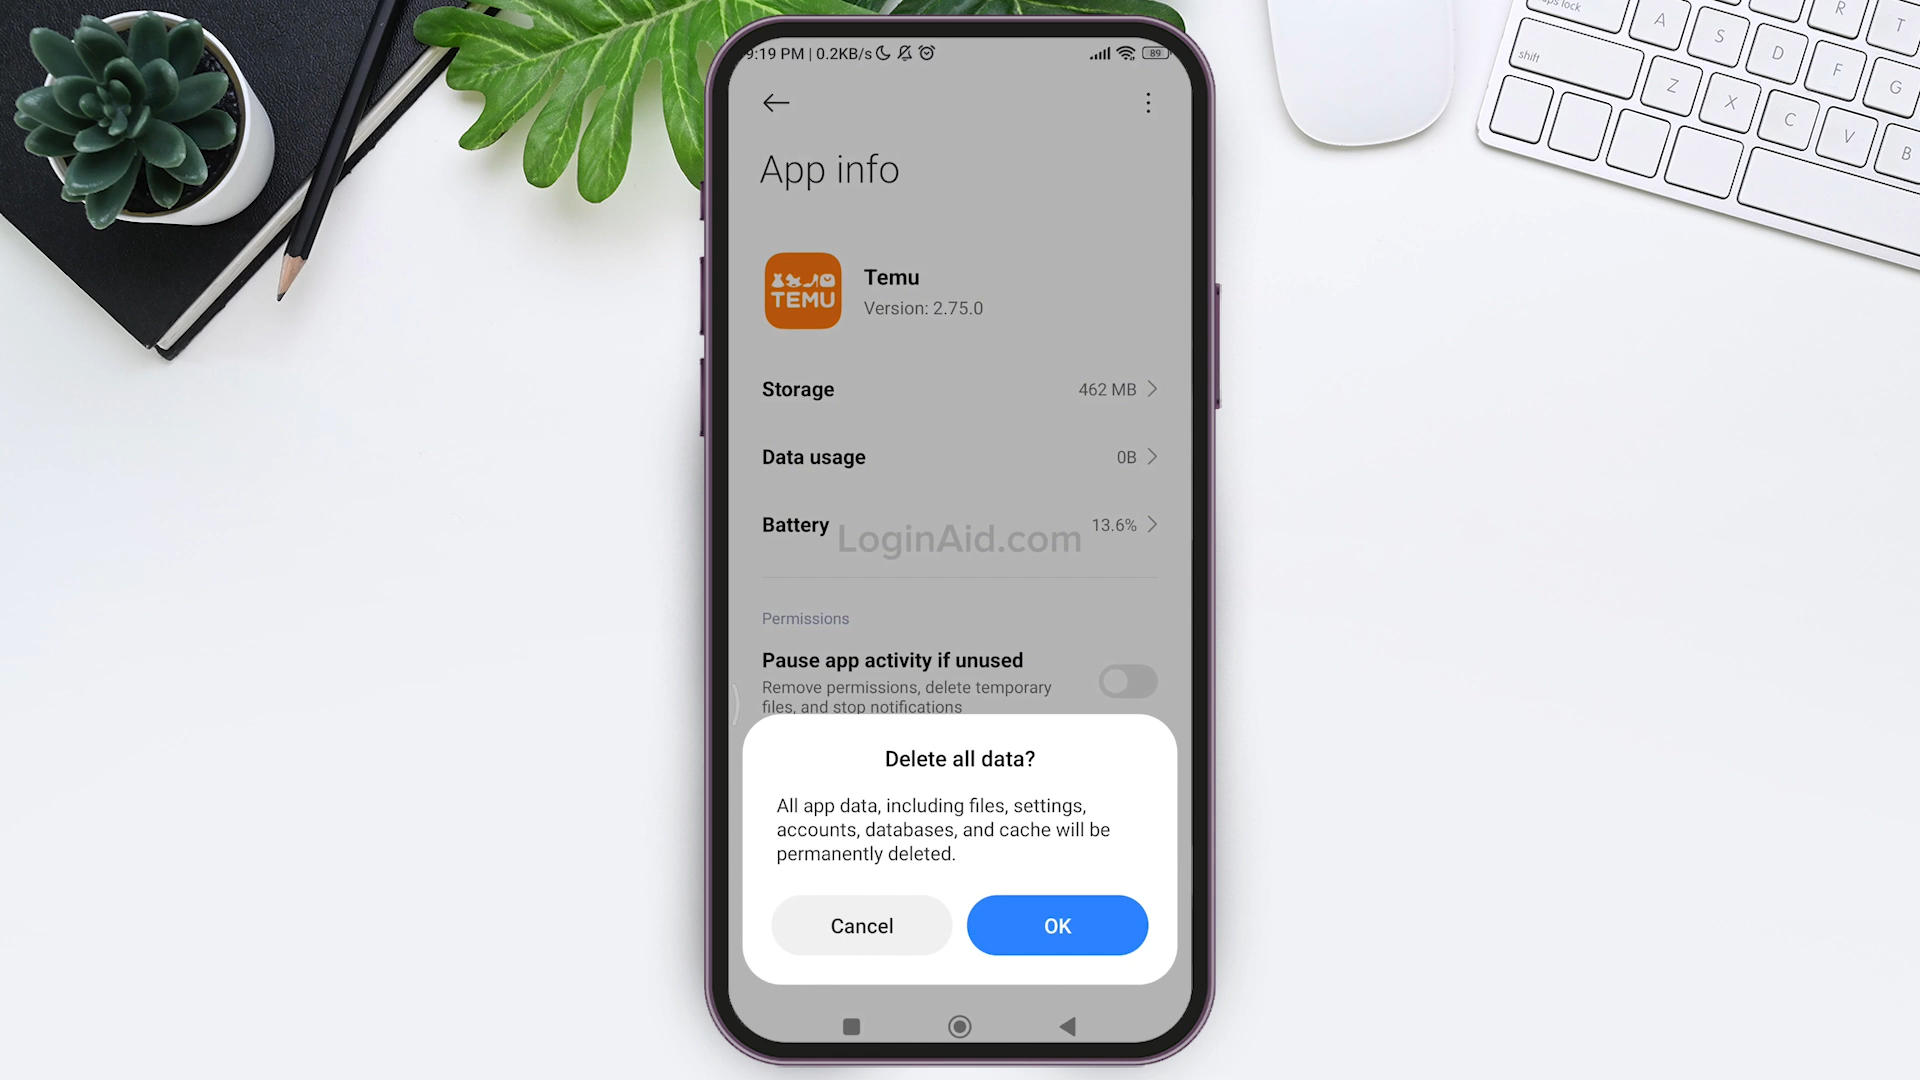 9:19 PM | 0.2KB/s
89
App info
TEMU
Temu
Version: 2.75.0
Storage
462 MB
Data usage
0B
Battery
13.6%
LoginAid.com
Permissions
Pause app activity if unused
Remove permissions, delete temporary
files, and stop notifications
Delete all data?
All app data, including files, settings,
accounts, databases, and cache will be
permanently deleted.
Cancel
OK
caps lock
A
S
D
F
G
R
T
shift
Z
X
C
V
B